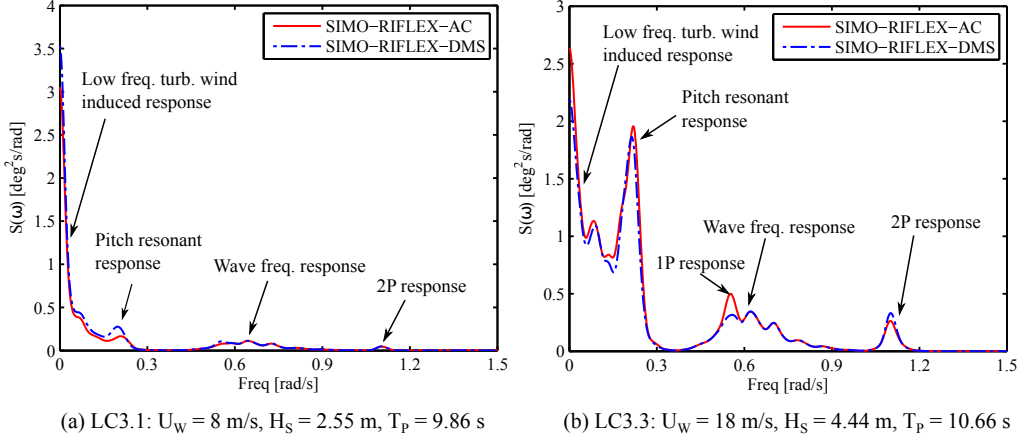 SIMO−RIFLEX−AC
SIMO−RIFLEX−DMS
Low freq. turb. wind
induced response
Pitch resonant
response
Wave freq. response
2P response
S(ω) [deg²s/rad]
4
3.5
3
2.5
2
1.5
1
0.5
0
0
0.3
0.6
0.9
1.2
1.5
Freq [rad/s]
(a) LC3.1: U_W = 8 m/s, H_S = 2.55 m, T_P = 9.86 s
SIMO−RIFLEX−AC
SIMO−RIFLEX−DMS
Low freq. turb. wind
induced response
Pitch resonant
response
Wave freq. response
1P response
2P response
S(ω) [deg²s/rad]
3
2.5
2
1.5
1
0.5
0
0
0.3
0.6
0.9
1.2
1.5
Freq [rad/s]
(b) LC3.3: U_W = 18 m/s, H_S = 4.44 m, T_P = 10.66 s